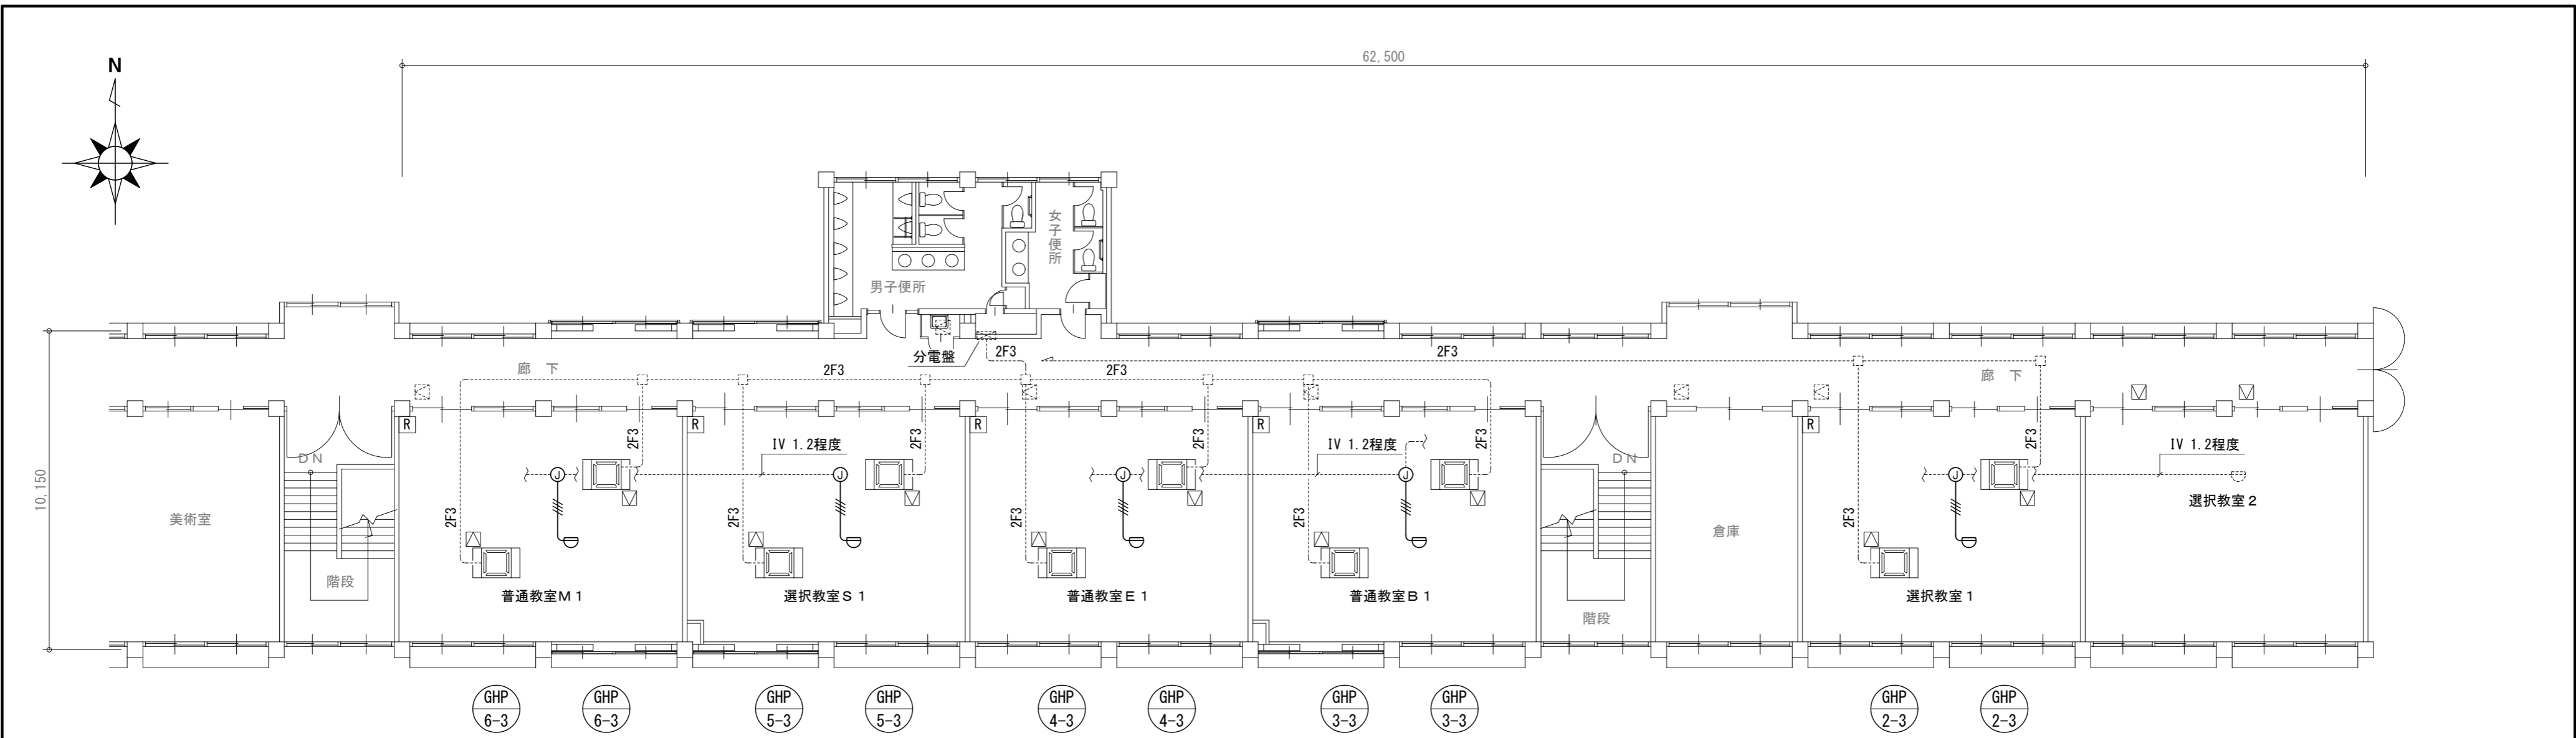 62,500
N
女子便所
男子便所
分電盤
2F3
2F3
廊 下
2F3
2F3
廊 下
R
R
R
R
R
2F3
IV 1.2程度
2F3
2F3
IV 1.2程度
2F3
2F3
IV 1.2程度
DN
J
J
J
J
DN
J
10,150
美術室
2F3
2F3
2F3
2F3
倉庫
2F3
選択教室2
階段
普通教室M1
選択教室S1
普通教室E1
普通教室B1
階段
選択教室1
GHP
6-3
GHP
6-3
GHP
5-3
GHP
5-3
GHP
4-3
GHP
4-3
GHP
3-3
GHP
3-3
GHP
2-3
GHP
2-3